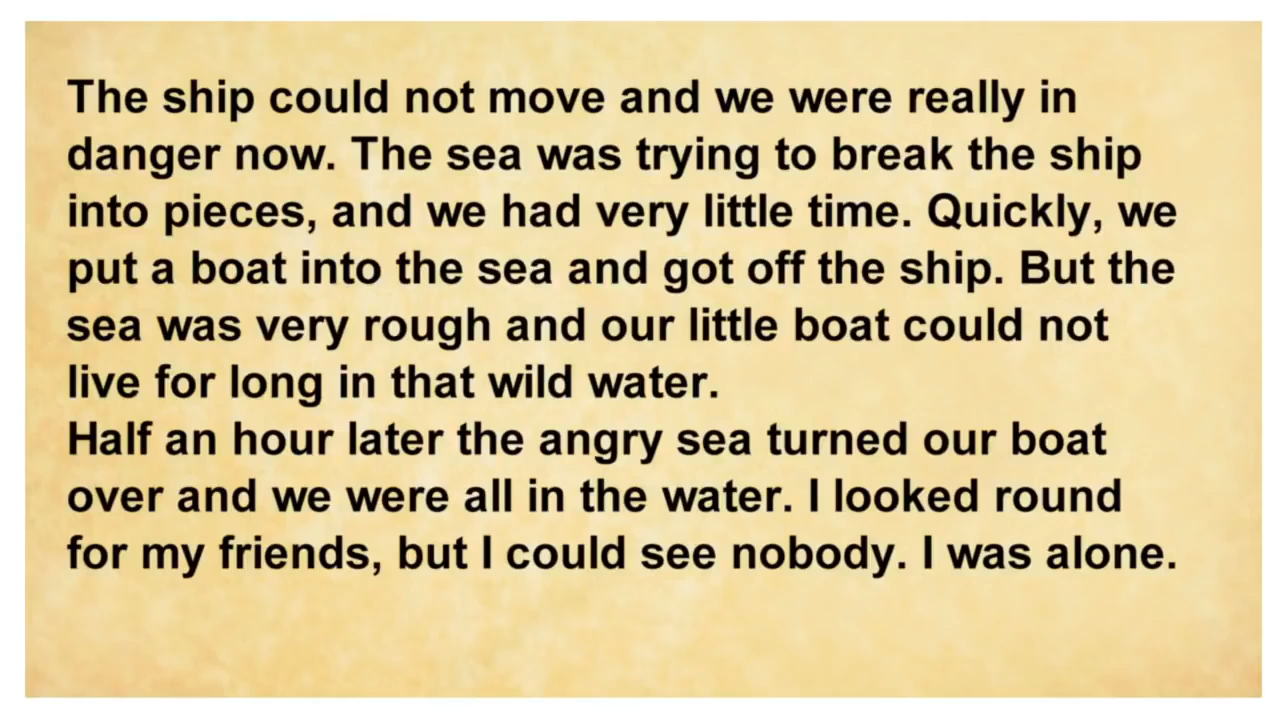 The ship could not move and we were really in
danger now. The sea was trying to break the ship
into pieces, and we had very little time. Quickly, we
put a boat into the sea and got off the ship. But the
sea was very rough and our little boat could not
live for long in that wild water.
Half an hour later the angry sea turned our boat
over and we were all in the water. I looked round
for my friends, but I could see nobody. I was alone.